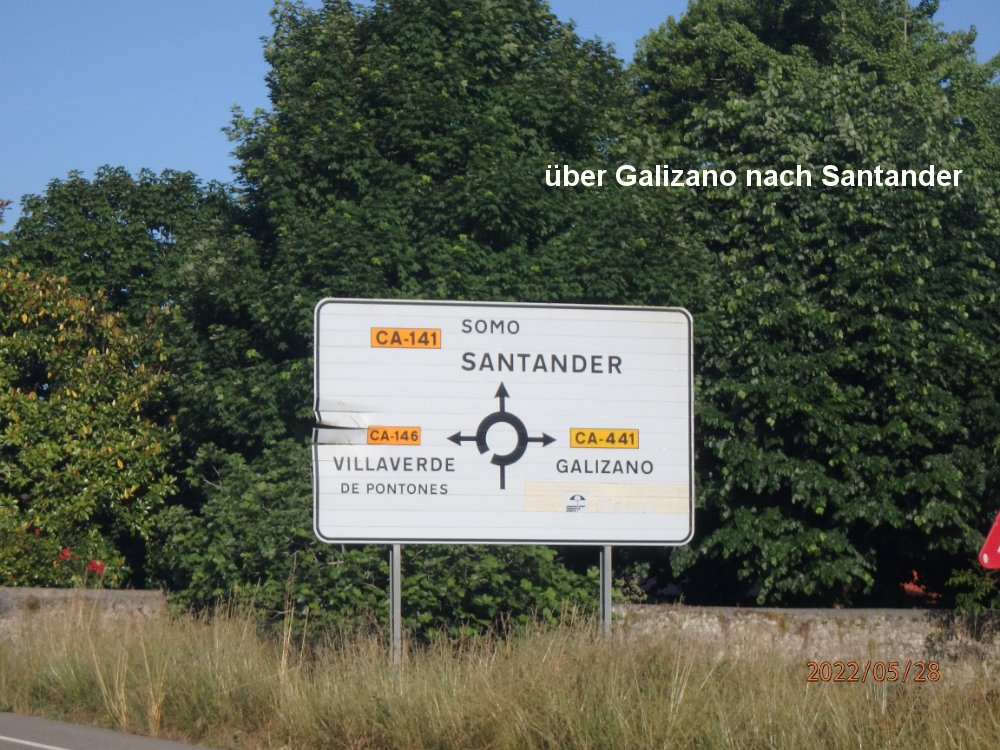 über Galizano nach Santander
SOMO
CA-141
SANTANDER
CA-146
CA-441
VILLAVERDE
GALIZANO
DE PONTONES
2022/05/28